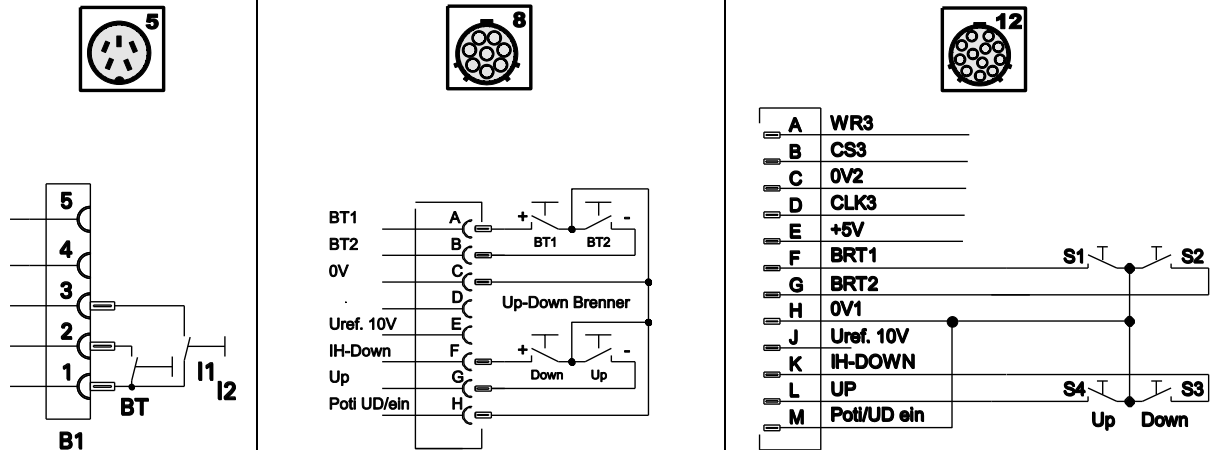 5
5
4
3
2
1
BT
I1
I2
B1
8
BT1
BT2
0V
.
Uref. 10V
IH-Down
Up
Poti UD/ein
A
B
C
D
E
F
G
H
+
-
BT1
BT2
Up-Down Brenner
+
-
Down
Up
12
A WR3
B CS3
C 0V2
D CLK3
E +5V
F BRT1
G BRT2
H 0V1
J Uref. 10V
K IH-DOWN
L UP
M Poti/UD ein
S1
S2
S4
S3
Up
Down